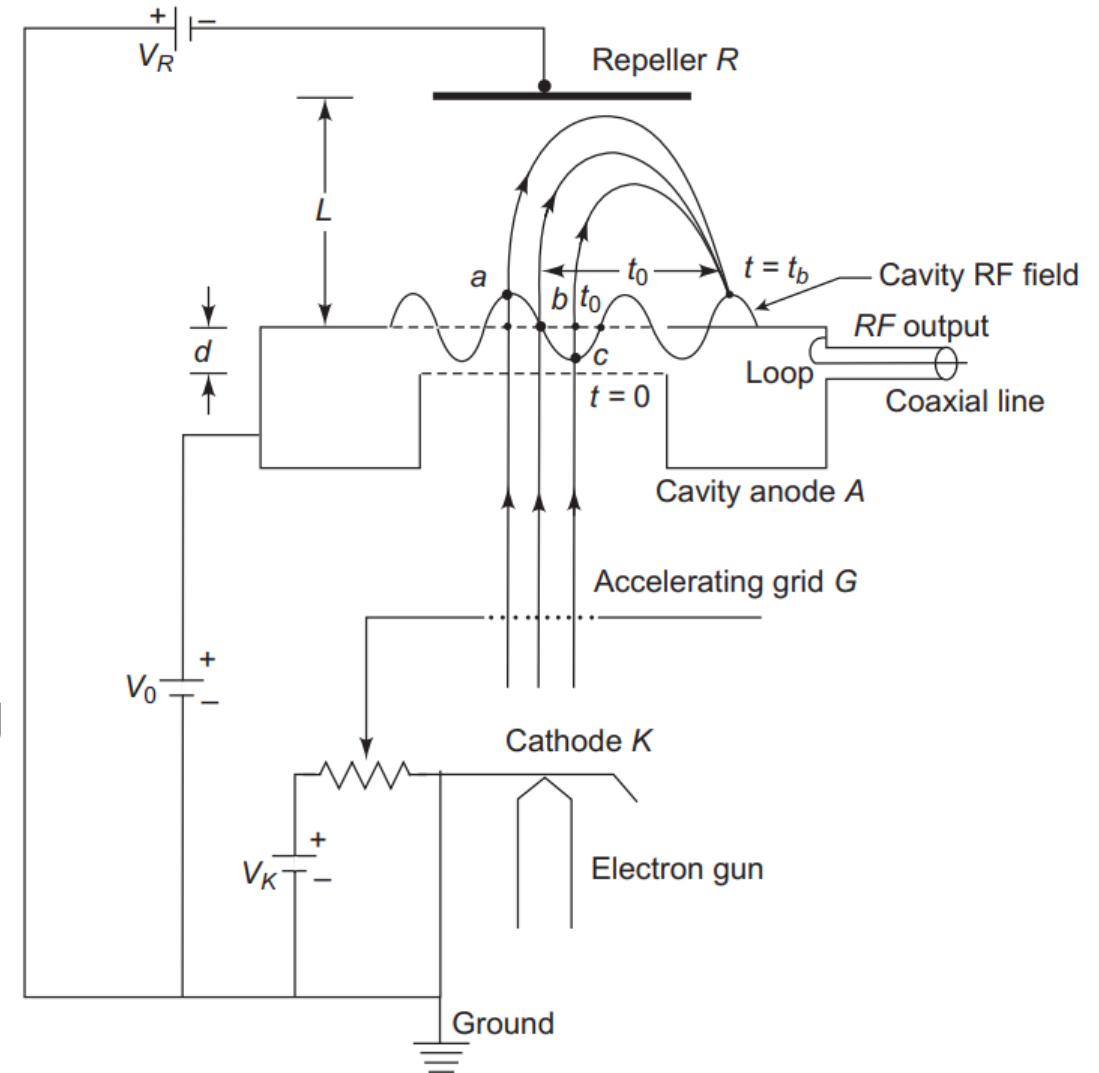 + –
V_R
Repeller R
L
a
t_0
t = t_b
Cavity RF field
b
t_0
RF output
d
c
Loop
t = 0
Coaxial line
Cavity anode A
Accelerating grid G
+
V_0
–
Cathode K
+
V_K
–
Electron gun
Ground